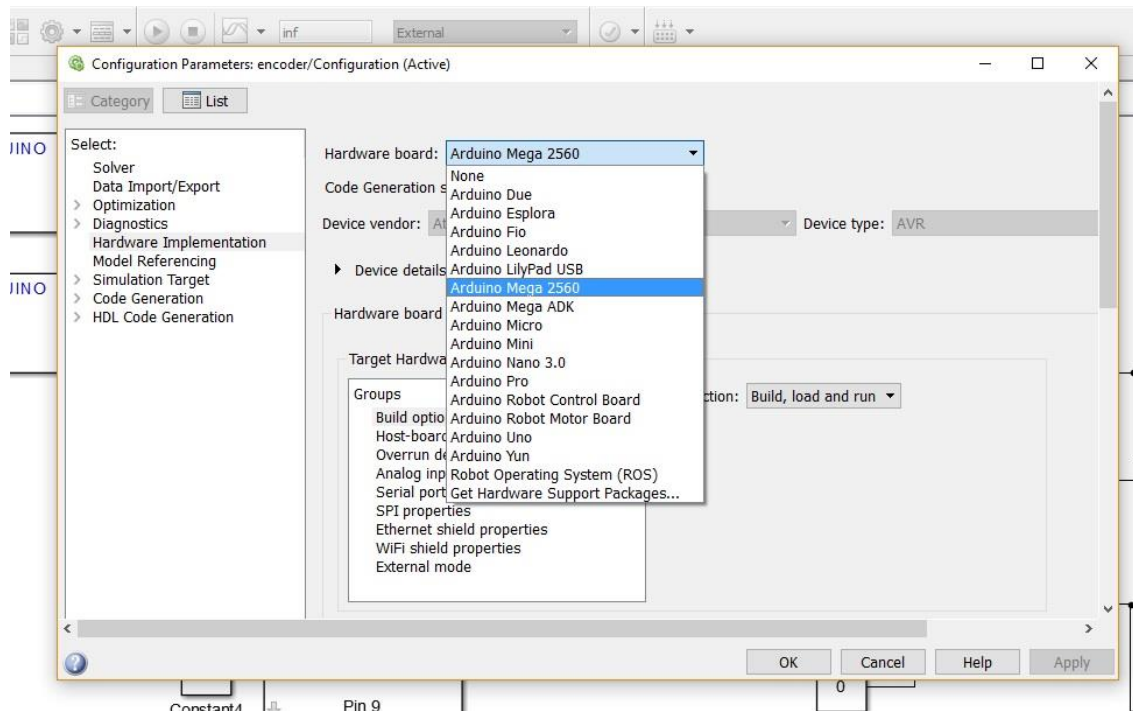 inf
External
Configuration Parameters: encoder/Configuration (Active)
Category
List
JINO
JINO
Select:
Solver
Data Import/Export
Optimization
Diagnostics
Hardware Implementation
Model Referencing
Simulation Target
Code Generation
HDL Code Generation
Hardware board: Arduino Mega 2560
Code Generation s
Device vendor: At
Device type: AVR
Device details
Hardware board
Target Hardwa
Groups
Build optio
Host-board
Overrun de
Analog inp
Serial port
SPI properties
Ethernet shield properties
WiFi shield properties
External mode
None
Arduino Due
Arduino Esplora
Arduino Fio
Arduino Leonardo
Arduino LilyPad USB
Arduino Mega 2560
Arduino Mega ADK
Arduino Micro
Arduino Mini
Arduino Nano 3.0
Arduino Pro
Arduino Robot Control Board
Arduino Robot Motor Board
Arduino Uno
Arduino Yun
Robot Operating System (ROS)
Get Hardware Support Packages...
ction: Build, load and run
OK
Cancel
Help
Apply
Constant4
Pin 9
0